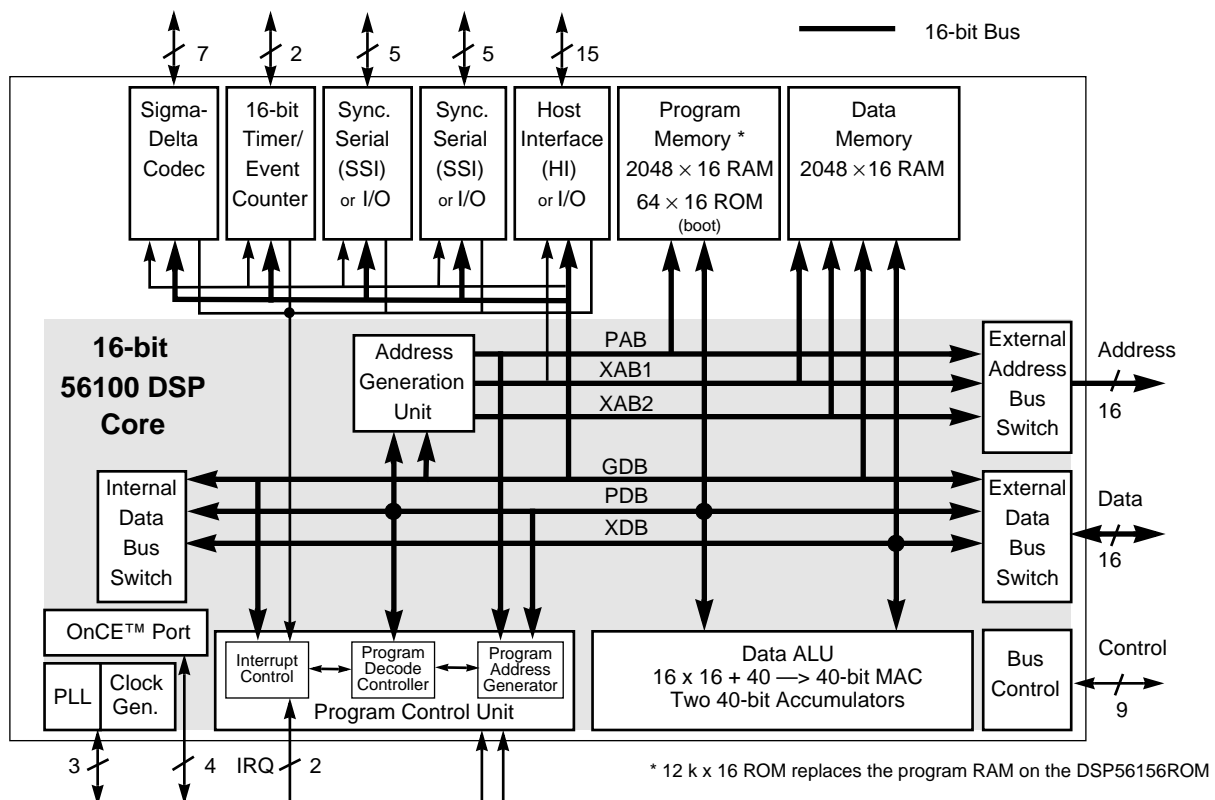 16-bit Bus
7
2
5
5
15
Sigma-
Delta
Codec
16-bit
Timer/
Event
Counter
Sync.
Serial
(SSI)
or I/O
Sync.
Serial
(SSI)
or I/O
Host
Interface
(HI)
or I/O
Program
Memory *
2048 × 16 RAM
64 × 16 ROM
(boot)
Data
Memory
2048 × 16 RAM
16-bit
56100 DSP
Core
Address
Generation
Unit
PAB
XAB1
XAB2
External
Address
Bus
Switch
Address
16
Internal
Data
Bus
Switch
GDB
PDB
XDB
External
Data
Bus
Switch
Data
16
OnCE™ Port
PLL
Clock
Gen.
Interrupt
Control
Program
Decode
Controller
Program
Address
Generator
Program Control Unit
Data ALU
16 x 16 + 40 —> 40-bit MAC
Two 40-bit Accumulators
Bus
Control
Control
9
3
4
IRQ
2
* 12 k x 16 ROM replaces the program RAM on the DSP56156ROM